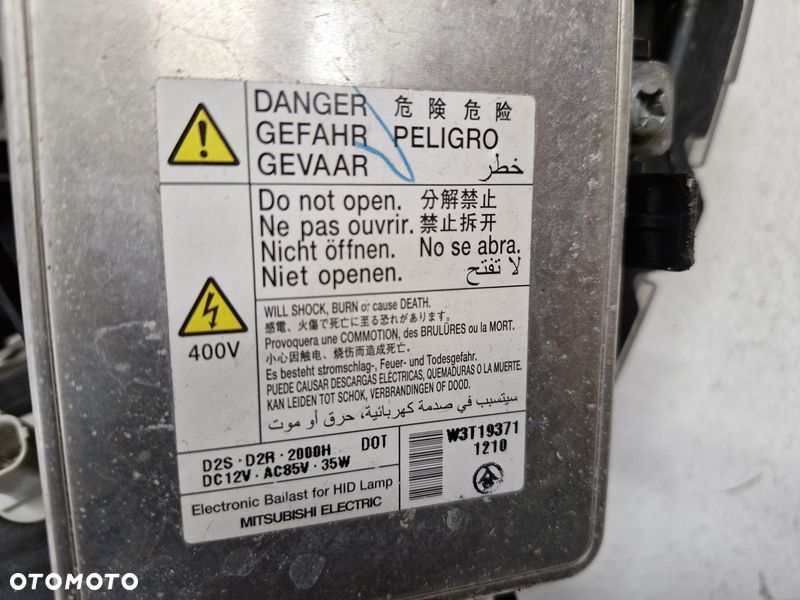 DANGER 危険 危险
GEFAHR PELIGRO
GEVAAR خطر
Do not open. 分解禁止
Ne pas ouvrir. 禁止拆开
Nicht öffnen. No se abra.
Niet openen. لا تفتح
400V
WILL SHOCK, BURN or cause DEATH.
感電、火傷で死亡に至る恐れがあります。
Provoquera une COMMOTION, des BRULÛRES ou la MORT.
小心因触电、烧伤而造成死亡。
Es besteht stromschlag-, Feuer- und Todesgefahr.
PUEDE CAUSAR DESCARGAS ELÉCTRICAS, QUEMADURAS O LA MUERTE.
KAN LEIDEN TOT SCHOK, VERBRANDINGEN OF DOOD.
سيتسبب في صدمة كهربائية، حرق أو موت
D2S · D2R · 2000H DOT
DC12V · AC85V · 35W
W3T19371
1210
Electronic Ballast for HID Lamp
MITSUBISHI ELECTRIC
OTOMOTO